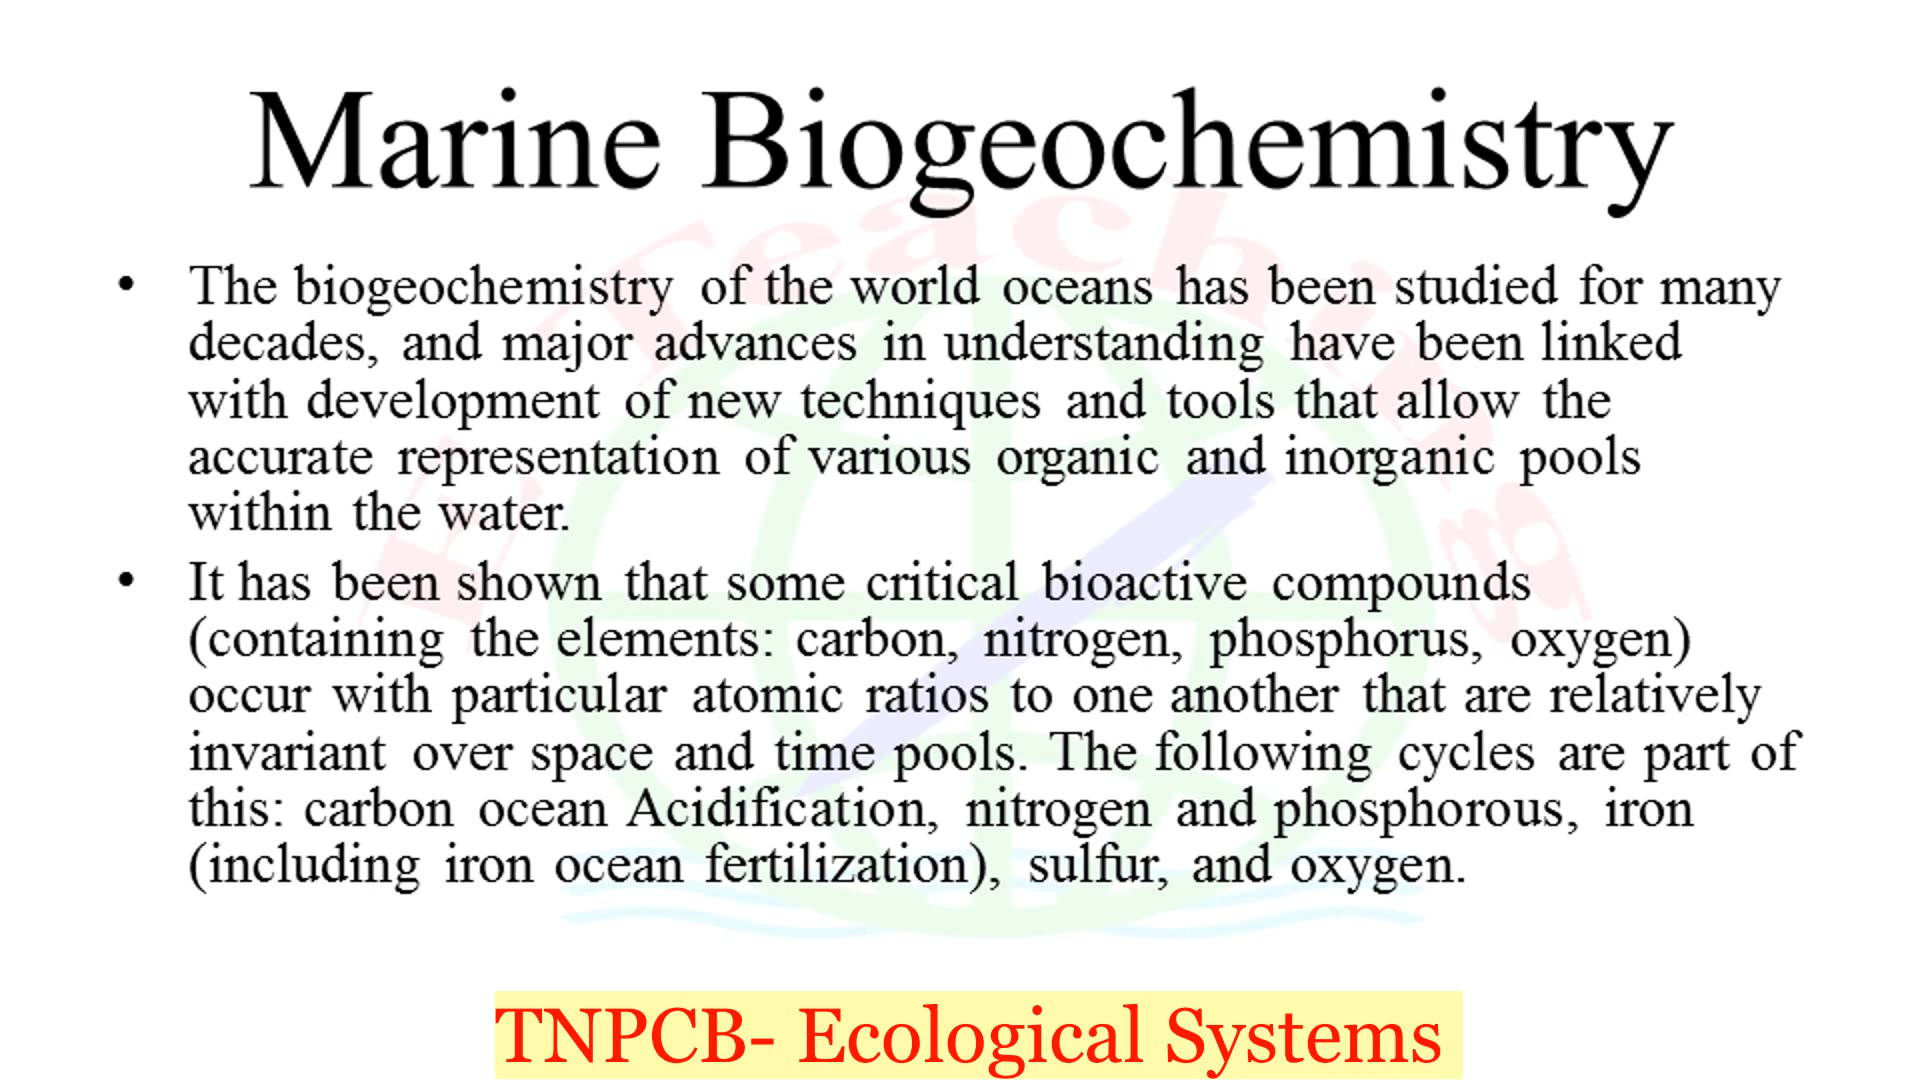 Marine Biogeochemistry
E Teaching
• The biogeochemistry of the world oceans has been studied for many
decades, and major advances in understanding have been linked
with development of new techniques and tools that allow the
accurate representation of various organic and inorganic pools
within the water.
• It has been shown that some critical bioactive compounds
(containing the elements: carbon, nitrogen, phosphorus, oxygen)
occur with particular atomic ratios to one another that are relatively
invariant over space and time pools. The following cycles are part of
this: carbon ocean Acidification, nitrogen and phosphorous, iron
(including iron ocean fertilization), sulfur, and oxygen.
TNPCB- Ecological Systems